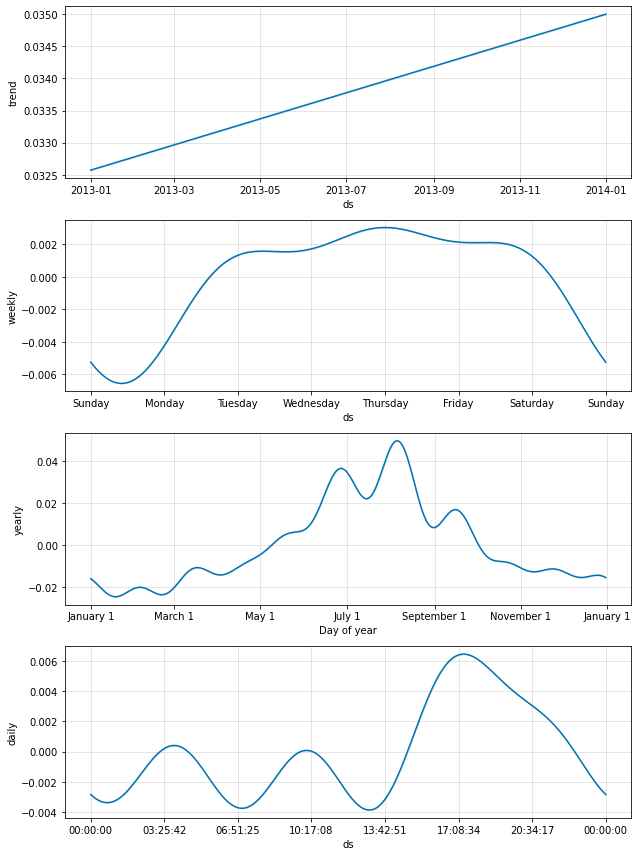 0.0350
0.0345
0.0340
0.0335
0.0330
0.0325
trend
2013-01 2013-03 2013-05 2013-07 2013-09 2013-11 2014-01
ds
0.002
0.000
−0.002
−0.004
−0.006
weekly
Sunday Monday Tuesday Wednesday Thursday Friday Saturday Sunday
ds
0.04
0.02
0.00
−0.02
yearly
January 1 March 1 May 1 July 1 September 1 November 1 January 1
Day of year
0.006
0.004
0.002
0.000
−0.002
−0.004
daily
00:00:00 03:25:42 06:51:25 10:17:08 13:42:51 17:08:34 20:34:17 00:00:00
ds